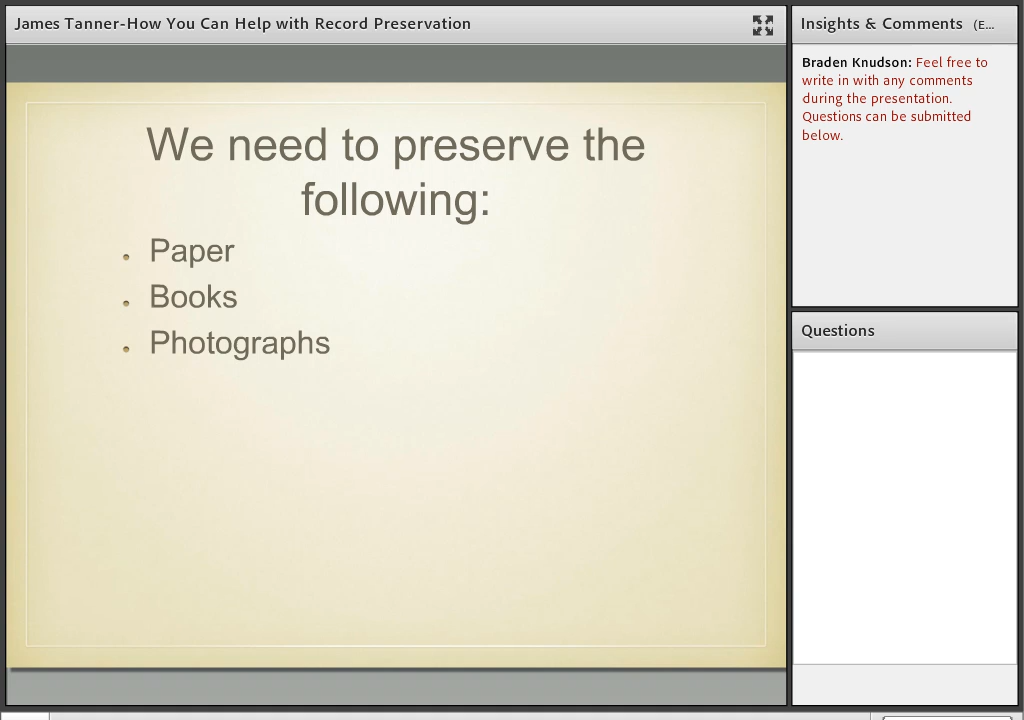 James Tanner-How You Can Help with Record Preservation
We need to preserve the
following:
• Paper
• Books
• Photographs
Insights & Comments (E...
Braden Knudson: Feel free to
write in with any comments
during the presentation.
Questions can be submitted
below.
Questions